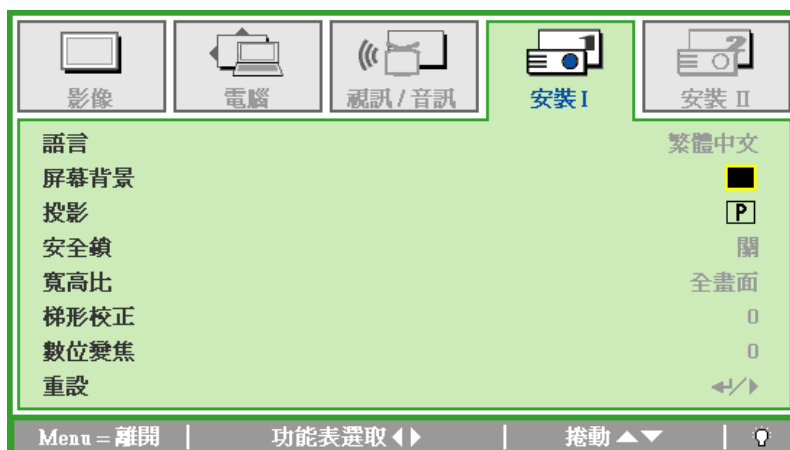 影像
電腦
視訊 / 音訊
安裝 I
安裝 II
語言 繁體中文
屏幕背景
投影 P
安全鎖 關
寬高比 全畫面
梯形校正 0
數位變焦 0
重設
Menu = 離開 功能表選取 捲動